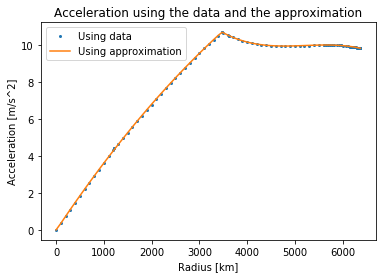 Acceleration using the data and the approximation
Using data
Using approximation
Acceleration [m/s^2]
10
8
6
4
2
0
0 1000 2000 3000 4000 5000 6000
Radius [km]